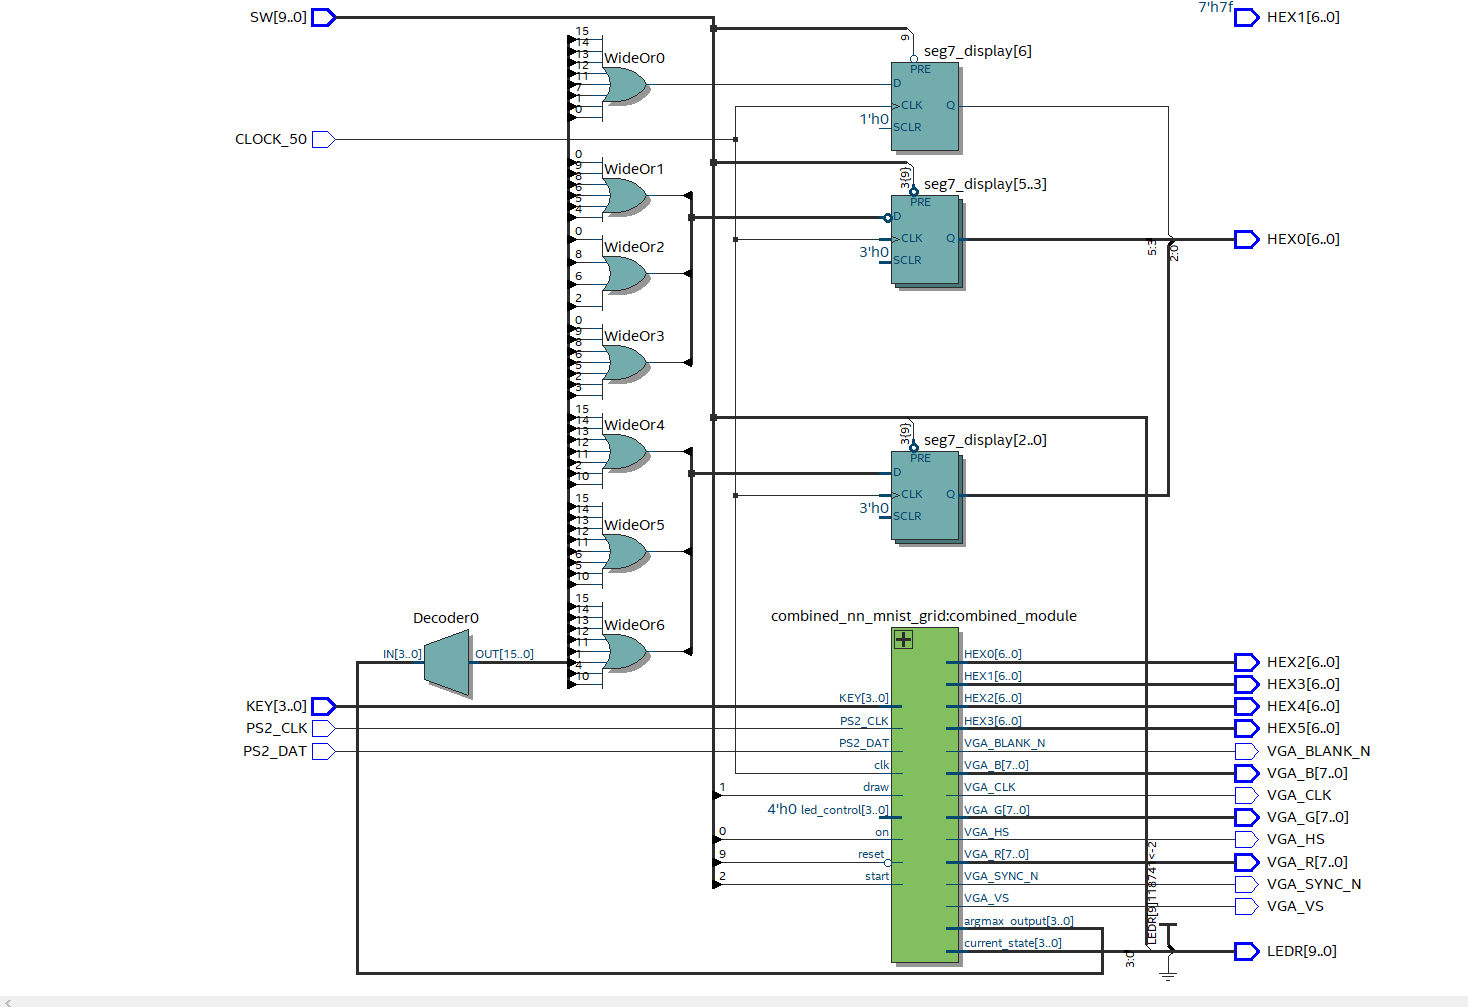 SW[9..0]
7'h7f
HEX1[6..0]
9
seg7_display[6]
15
14
13
12
11
7
1
0
WideOr0
PRE
D
CLK
Q
1'h0
SCLR
CLOCK_50
0
9
8
6
5
4
WideOr1
3{9}
seg7_display[5..3]
PRE
D
CLK
Q
3'h0
SCLR
5:3
2:0
HEX0[6..0]
0
8
6
2
WideOr2
0
9
8
6
5
2
3
WideOr3
15
14
13
12
11
2
10
WideOr4
3{9}
seg7_display[2..0]
PRE
D
CLK
Q
3'h0
SCLR
15
14
13
12
11
6
5
10
WideOr5
15
14
13
12
11
1
4
10
WideOr6
Decoder0
IN[3..0]
OUT[15..0]
combined_nn_mnist_grid:combined_module
KEY[3..0]
PS2_CLK
PS2_DAT
KEY[3..0]
PS2_CLK
PS2_DAT
clk
1
draw
4'h0
led_control[3..0]
0
on
9
reset
2
start
HEX0[6..0]
HEX1[6..0]
HEX2[6..0]
HEX3[6..0]
VGA_BLANK_N
VGA_B[7..0]
VGA_CLK
VGA_G[7..0]
VGA_HS
VGA_R[7..0]
VGA_SYNC_N
VGA_VS
argmax_output[3..0]
current_state[3..0]
HEX2[6..0]
HEX3[6..0]
HEX4[6..0]
HEX5[6..0]
VGA_BLANK_N
VGA_B[7..0]
VGA_CLK
VGA_G[7..0]
VGA_HS
VGA_R[7..0]
VGA_SYNC_N
VGA_VS
3:0
LEDR[9..0]